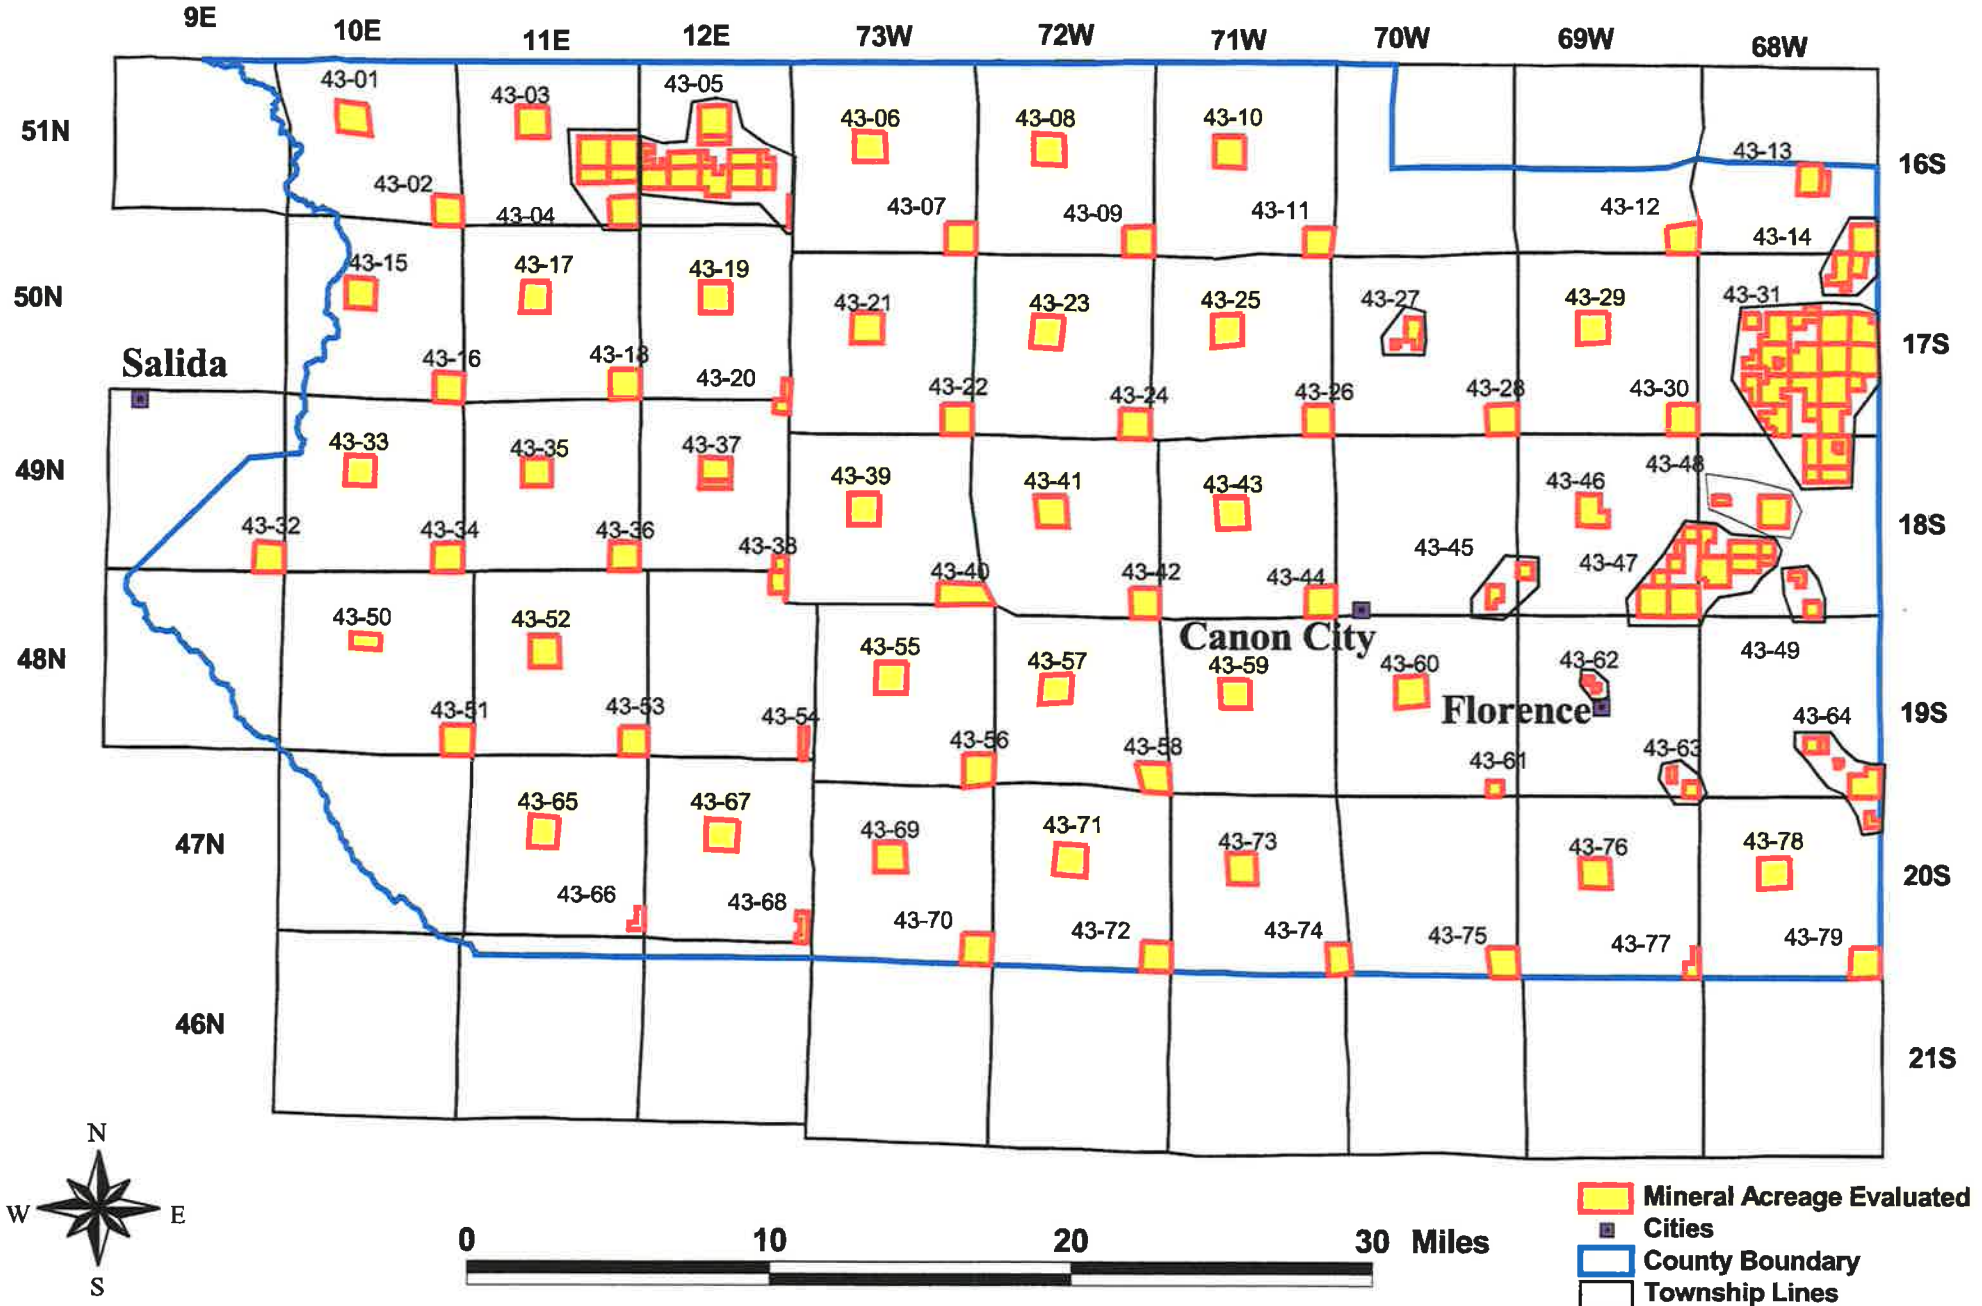 9E 10E 11E 12E 73W 72W 71W 70W 69W 68W
43-01 43-03 43-05
51N 43-06 43-08 43-10 43-13 16S
43-02 43-04 43-07 43-09 43-11 43-12 43-14
43-15 43-17 43-19
50N 43-21 43-23 43-25 43-27 43-29 43-31 17S
Salida 43-16 43-18 43-20 43-22 43-24 43-26 43-28 43-30
43-33 43-35 43-37
49N 43-39 43-41 43-43 43-46 43-48 18S
43-32 43-34 43-36 43-38 43-40 43-42 43-44 43-45 43-47
43-50 43-52
Canon City
48N 43-55 43-57 43-59 43-60 43-62 43-49
Florence 19S
43-51 43-53 43-54 43-56 43-58 43-61 43-63 43-64
43-65 43-67
47N 43-69 43-71 43-73 43-76 43-78 20S
43-66 43-68 43-70 43-72 43-74 43-75 43-77 43-79
46N 21S
N
W E
S
0 10 20 30 Miles
Mineral Acreage Evaluated
Cities
County Boundary
Township Lines